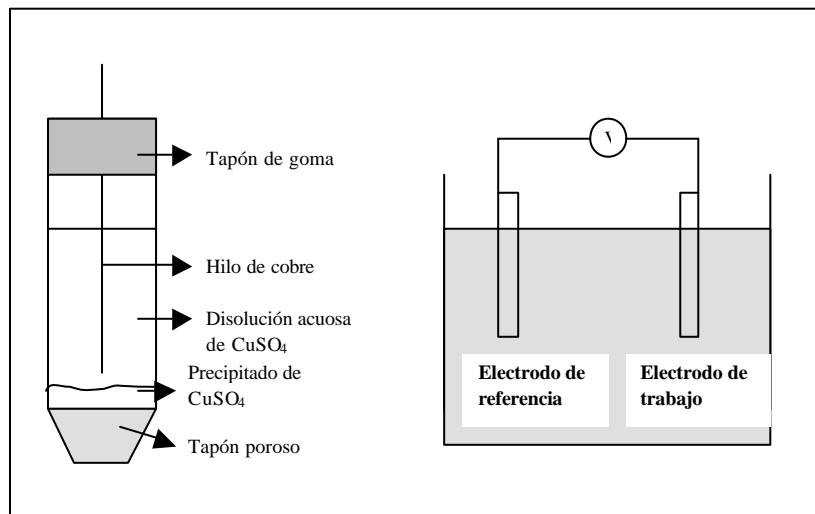 Tapón de goma
Hilo de cobre
Disolución acuosa
de CuSO₄
Precipitado de
CuSO₄
Tapón poroso
Electrodo de
referencia
Electrodo de
trabajo